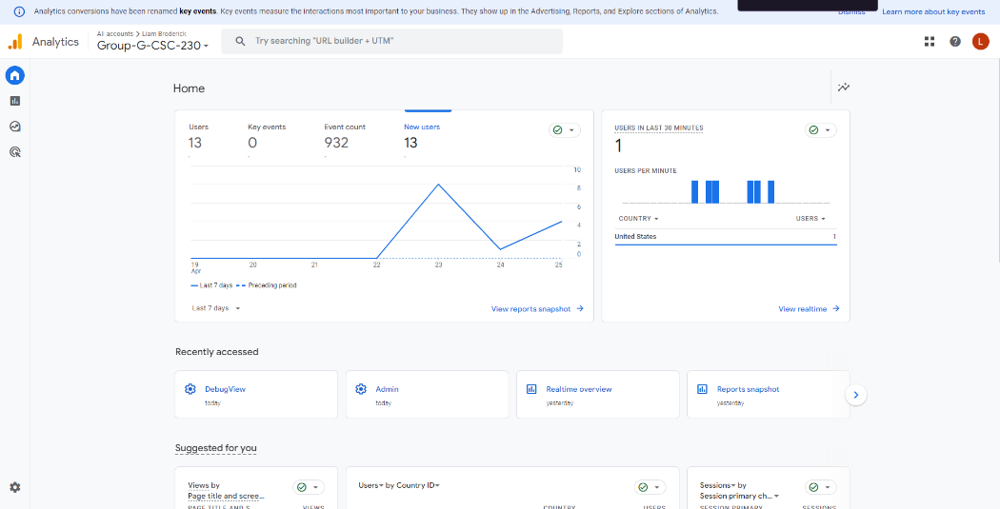 Analytics conversions have been renamed key events. Key events measure the interactions most important to your business. They show up in the Advertising, Reports, and Explore sections of Analytics.
Dismiss
Learn more about key events
Analytics
All accounts > Liam Broderick
Group-G-CSC-230
Try searching "URL builder + UTM"
L
Home
Users
13
-
Key events
0
-
Event count
932
-
New users
13
-
10
8
6
4
2
0
19
Apr
20
21
22
23
24
25
Last 7 days
Preceding period
Last 7 days
View reports snapshot
USERS IN LAST 30 MINUTES
1
USERS PER MINUTE
COUNTRY
USERS
United States
1
View realtime
Recently accessed
DebugView
today
Admin
today
Realtime overview
yesterday
Reports snapshot
yesterday
Suggested for you
Views by
Page title and scree...
PAGE TITLE AND S...
VIEWS
Users by Country ID
COUNTRY
USERS
Sessions by
Session primary ch...
SESSION PRIMARY
SESSIONS